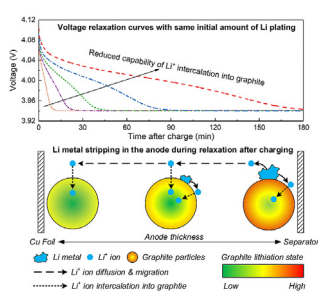 Voltage relaxation curves with same initial amount of Li plating
4.12
4.08
4.04
4.00
3.96
3.92
Voltage (V)
Reduced capability of Li⁺ intercalation into graphite
0 30 60 90 120 150 180
Time after charge (min)
Li metal stripping in the anode during relaxation after charging
Cu Foil Anode thickness Separator
Li metal Li⁺ ion Graphite particles
Li⁺ ion diffusion & migration
Li⁺ ion intercalation into graphtie
Graphite lithiation state
Low High